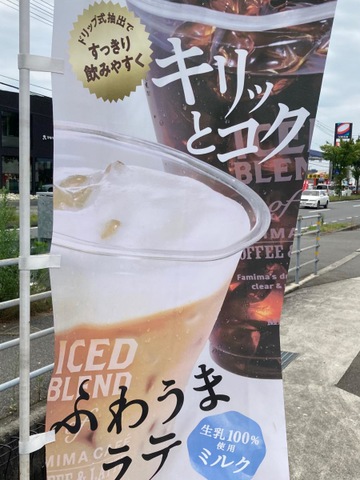 ドリップ式抽出で
すっきり
飲みやすく
キリッ
とコク
ICED
BLEND
FAMIMA
COFFEE &
Famima's
clear &
ICED
BLEND
ふわうま
ラテ
生乳100%
使用
ミルク